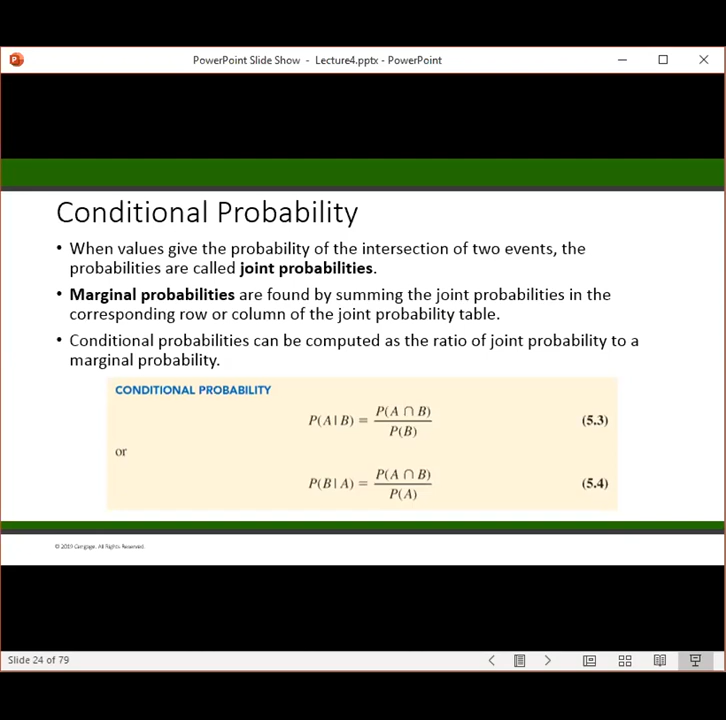 PowerPoint Slide Show - Lecture4.pptx - PowerPoint
Conditional Probability
• When values give the probability of the intersection of two events, the
probabilities are called joint probabilities.
• Marginal probabilities are found by summing the joint probabilities in the
corresponding row or column of the joint probability table.
• Conditional probabilities can be computed as the ratio of joint probability to a
marginal probability.
CONDITIONAL PROBABILITY
P(A | B) = P(A ∩ B) / P(B) (5.3)
or
P(B | A) = P(A ∩ B) / P(A) (5.4)
© 2019 Cengage. All Rights Reserved.
Slide 24 of 79